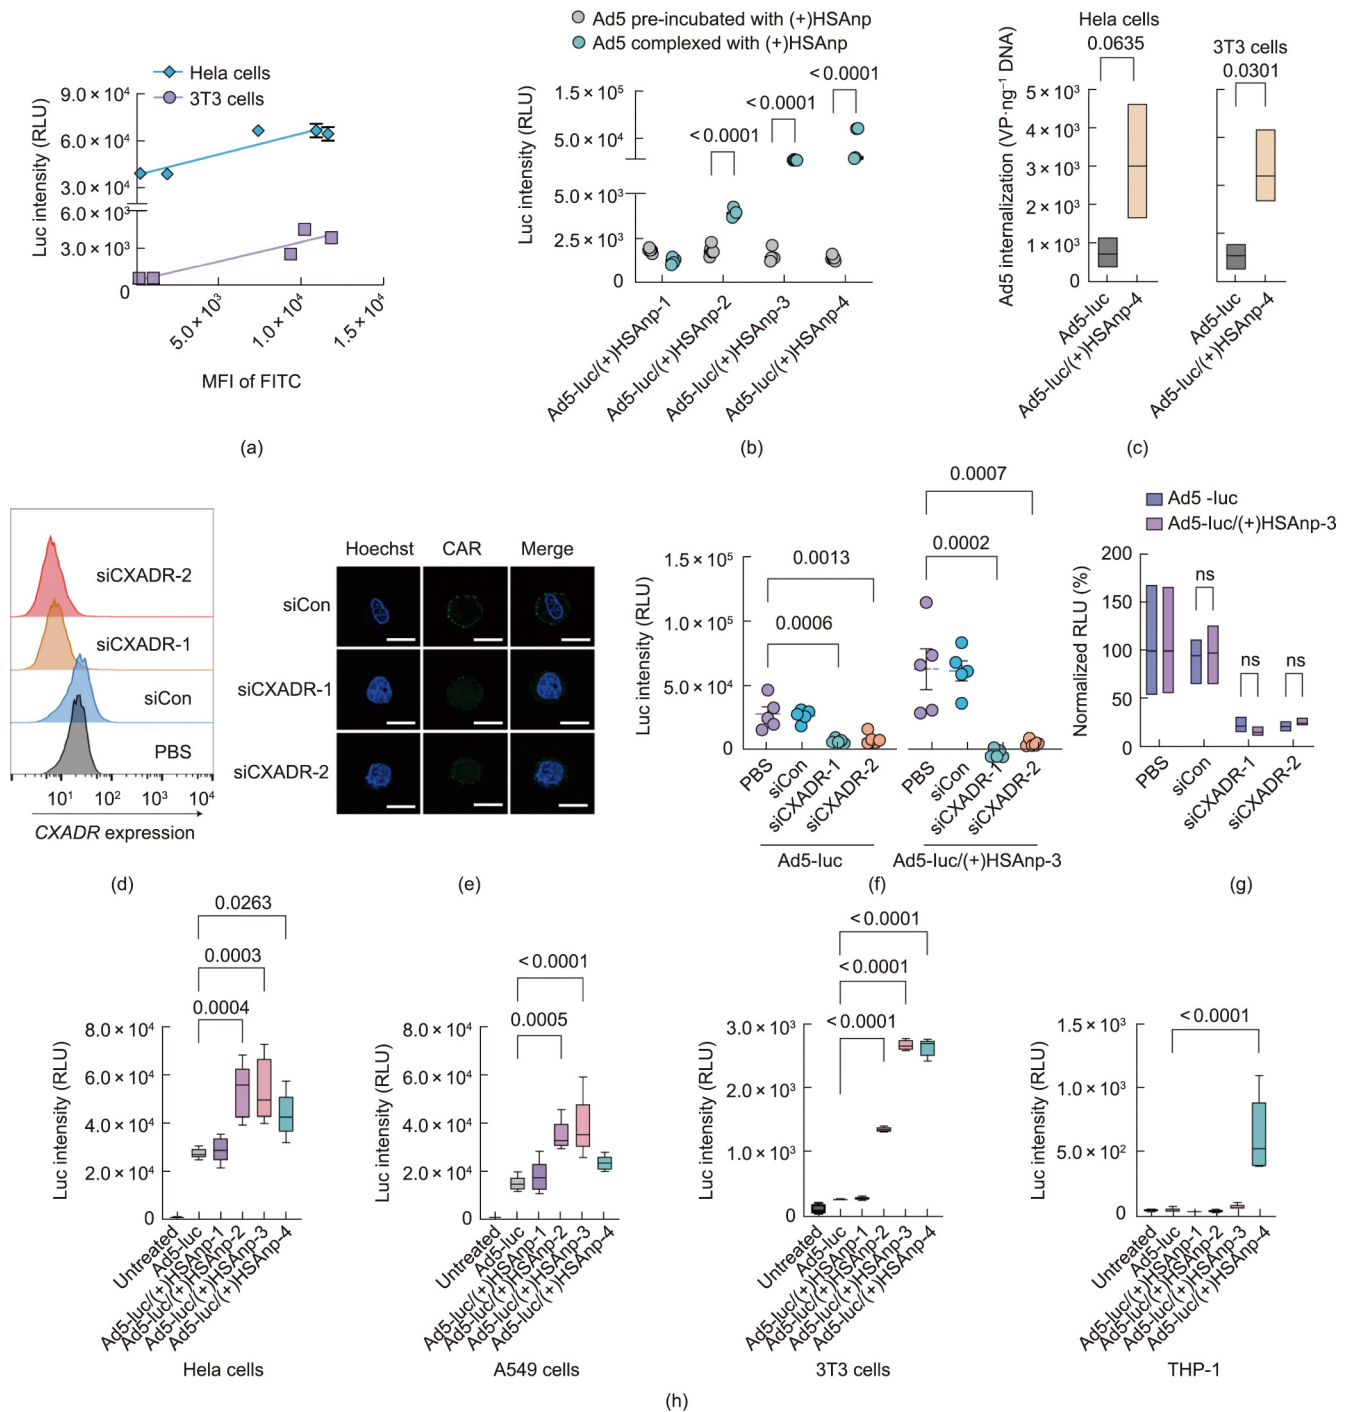 Hela cells
3T3 cells
Luc intensity (RLU)
9.0 × 10⁴
6.0 × 10⁴
3.0 × 10⁴
6.0 × 10³
3.0 × 10³
0
5.0 × 10³
1.0 × 10⁴
1.5 × 10⁴
MFI of FITC
(a)
Ad5 pre-incubated with (+)HSAnp
Ad5 complexed with (+)HSAnp
Luc intensity (RLU)
1.5 × 10⁵
5.0 × 10⁴
5.0 × 10³
2.5 × 10³
0
< 0.0001
< 0.0001
< 0.0001
Ad5-luc/(+)HSAnp-1
Ad5-luc/(+)HSAnp-2
Ad5-luc/(+)HSAnp-3
Ad5-luc/(+)HSAnp-4
(b)
Hela cells
0.0635
3T3 cells
0.0301
Ad5 internalization (VP·ng⁻¹ DNA)
5 × 10³
4 × 10³
3 × 10³
2 × 10³
1 × 10³
0
Ad5-luc
Ad5-luc/(+)HSAnp-4
Ad5-luc
Ad5-luc/(+)HSAnp-4
(c)
siCXADR-2
siCXADR-1
siCon
PBS
10¹ 10² 10³ 10⁴
CXADR expression
(d)
Hoechst CAR Merge
siCon
siCXADR-1
siCXADR-2
(e)
Luc intensity (RLU)
1.5 × 10⁵
1.0 × 10⁵
5.0 × 10⁴
0
0.0013
0.0006
0.0007
0.0002
PBS
siCon
siCXADR-1
siCXADR-2
Ad5-luc
PBS
siCon
siCXADR-1
siCXADR-2
Ad5-luc/(+)HSAnp-3
(f)
Ad5 -luc
Ad5-luc/(+)HSAnp-3
Normalized RLU (%)
200
150
100
50
0
ns
ns
ns
PBS
siCon
siCXADR-1
siCXADR-2
(g)
0.0263
0.0003
0.0004
Luc intensity (RLU)
8.0 × 10⁴
6.0 × 10⁴
4.0 × 10⁴
2.0 × 10⁴
0
Untreated
Ad5-luc
Ad5-luc/(+)HSAnp-1
Ad5-luc/(+)HSAnp-2
Ad5-luc/(+)HSAnp-3
Ad5-luc/(+)HSAnp-4
Hela cells
< 0.0001
0.0005
Luc intensity (RLU)
8.0 × 10⁴
6.0 × 10⁴
4.0 × 10⁴
2.0 × 10⁴
0
Untreated
Ad5-luc
Ad5-luc/(+)HSAnp-1
Ad5-luc/(+)HSAnp-2
Ad5-luc/(+)HSAnp-3
Ad5-luc/(+)HSAnp-4
A549 cells
< 0.0001
< 0.0001
< 0.0001
Luc intensity (RLU)
3.0 × 10³
2.0 × 10³
1.0 × 10³
0
Untreated
Ad5-luc
Ad5-luc/(+)HSAnp-1
Ad5-luc/(+)HSAnp-2
Ad5-luc/(+)HSAnp-3
Ad5-luc/(+)HSAnp-4
3T3 cells
< 0.0001
Luc intensity (RLU)
1.5 × 10³
1.0 × 10³
5.0 × 10²
0
Untreated
Ad5-luc
Ad5-luc/(+)HSAnp-1
Ad5-luc/(+)HSAnp-2
Ad5-luc/(+)HSAnp-3
Ad5-luc/(+)HSAnp-4
THP-1
(h)